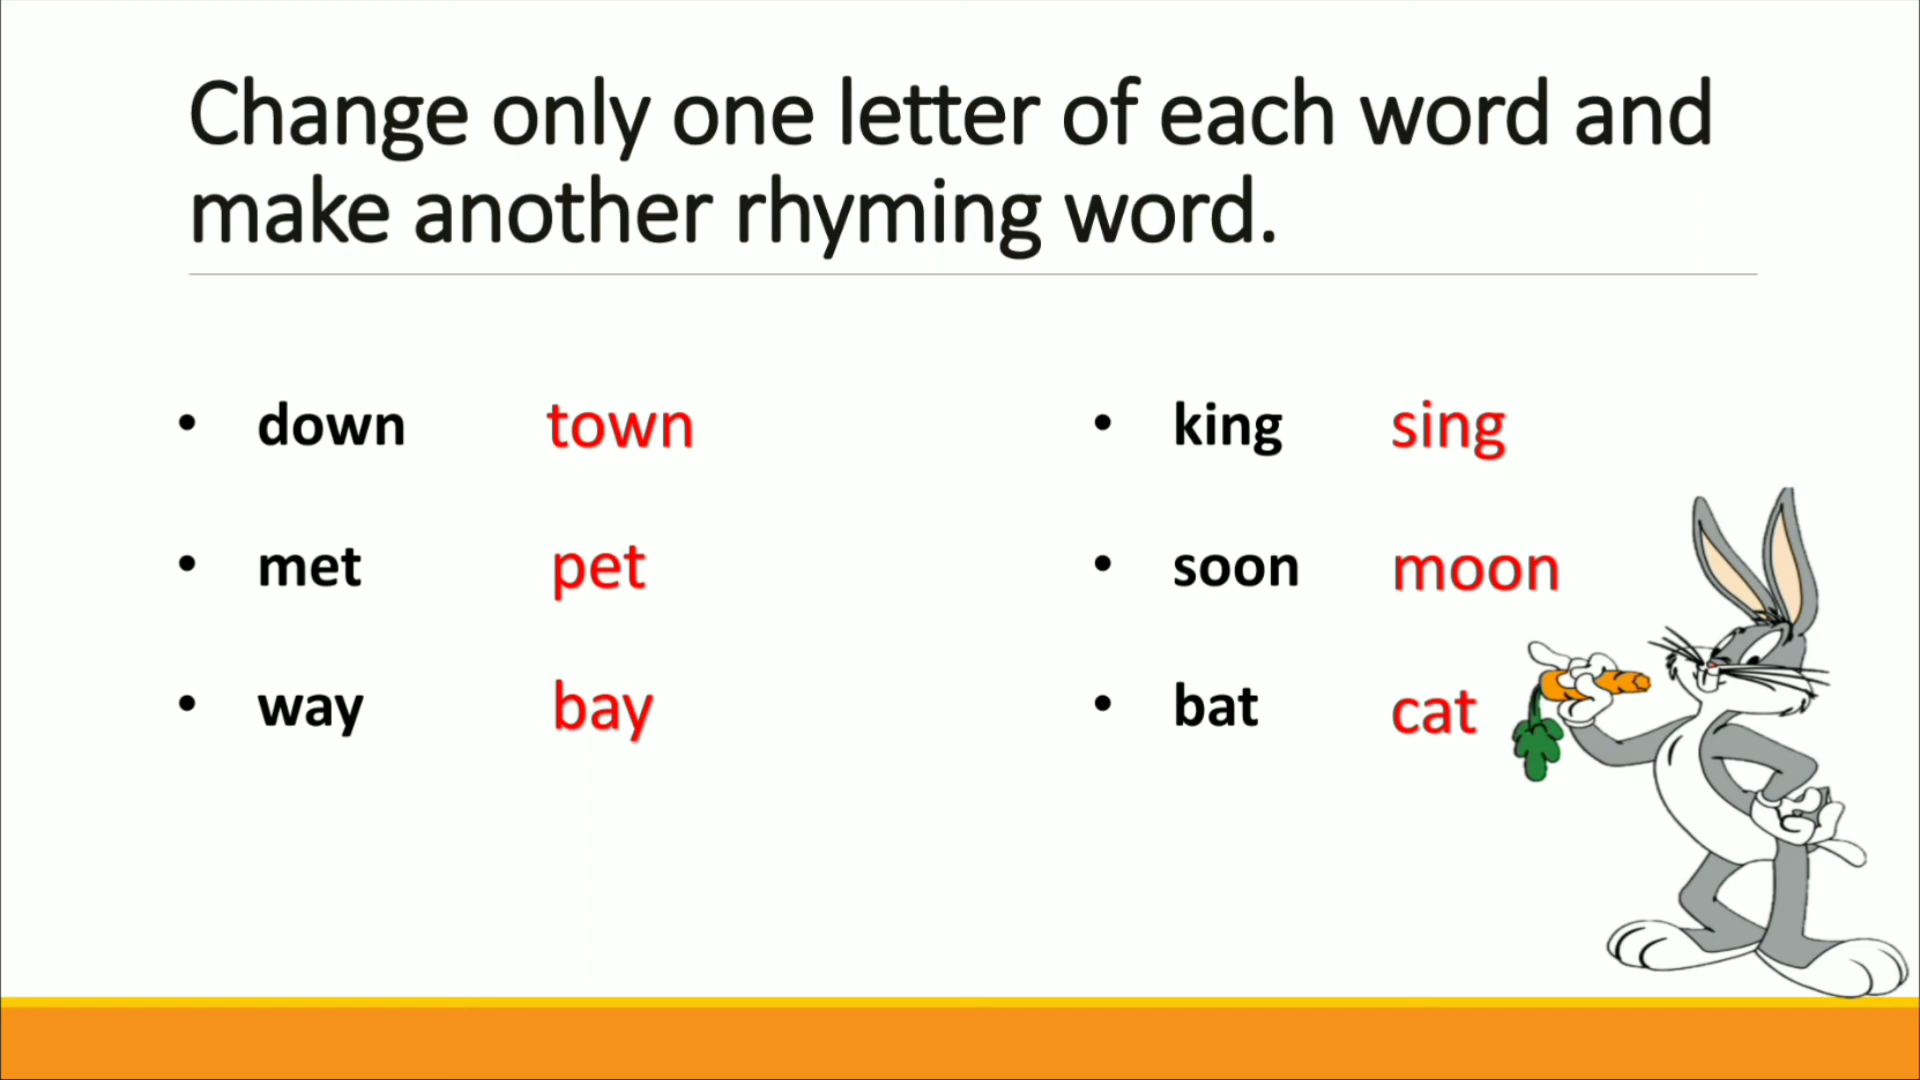 Change only one letter of each word and
make another rhyming word.
• down town
• met pet
• way bay
• king sing
• soon moon
• bat cat